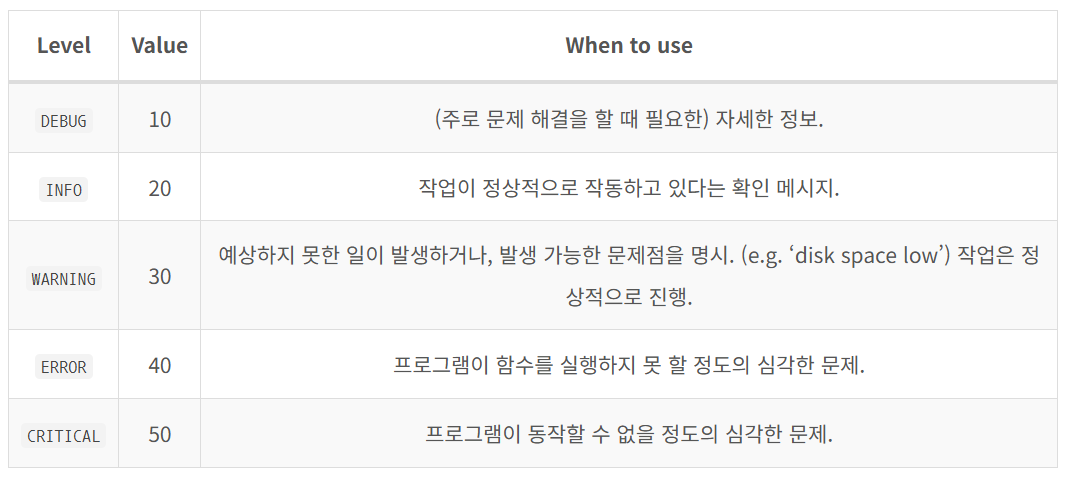 Level Value When to use
DEBUG 10 (주로 문제 해결을 할 때 필요한) 자세한 정보.
INFO 20 작업이 정상적으로 작동하고 있다는 확인 메시지.
예상하지 못한 일이 발생하거나, 발생 가능한 문제점을 명시. (e.g. ‘disk space low’) 작업은 정
WARNING 30
상적으로 진행.
ERROR 40 프로그램이 함수를 실행하지 못 할 정도의 심각한 문제.
CRITICAL 50 프로그램이 동작할 수 없을 정도의 심각한 문제.